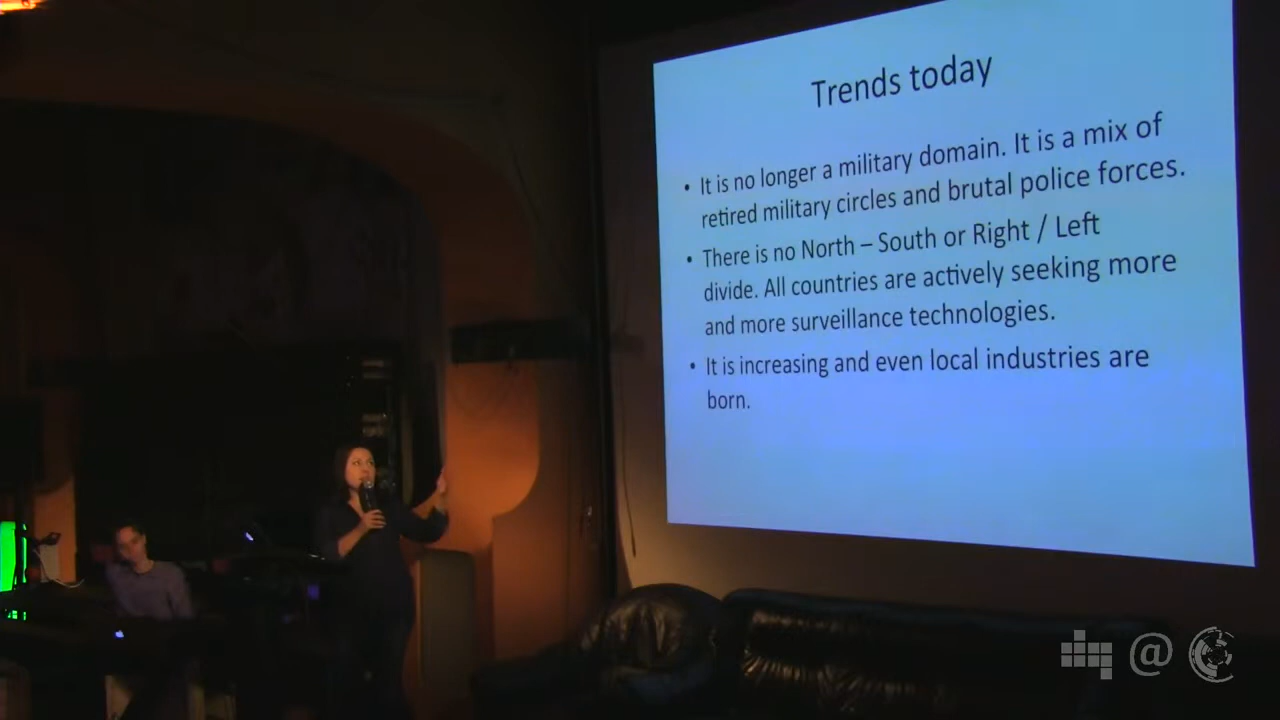 Trends today
• It is no longer a military domain. It is a mix of
retired military circles and brutal police forces.
• There is no North – South or Right / Left
divide. All countries are actively seeking more
and more surveillance technologies.
• It is increasing and even local industries are
born.
@